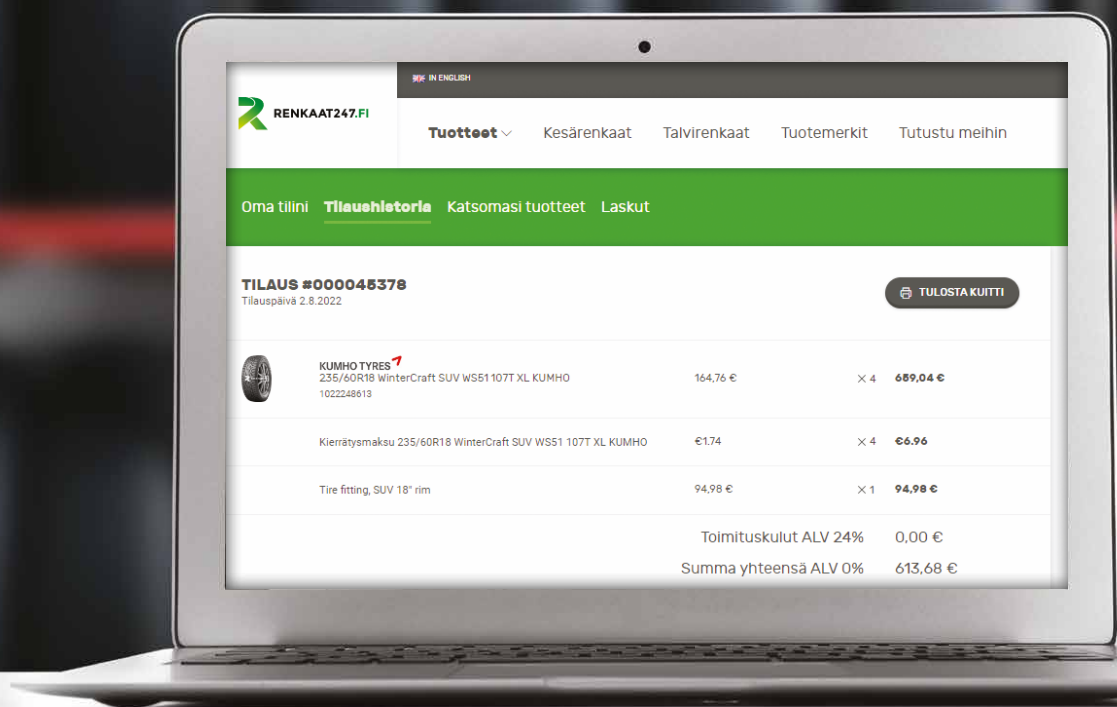 IN ENGLISH
RENKAAT247.FI
Tuotteet Kesärenkaat Talvirenkaat Tuotemerkit Tutustu meihin
Oma tilini Tilaushistoria Katsomasi tuotteet Laskut
TILAUS #000045378
Tilauspäivä 2.8.2022
TULOSTA KUITTI
KUMHO TYRES
235/60R18 WinterCraft SUV WS51 107T XL KUMHO 164,76 € × 4 659,04 €
1022248613
Kierrätysmaksu 235/60R18 WinterCraft SUV WS51 107T XL KUMHO €1.74 × 4 €6.96
Tire fitting, SUV 18" rim 94,98 € × 1 94,98 €
Toimituskulut ALV 24% 0,00 €
Summa yhteensä ALV 0% 613,68 €